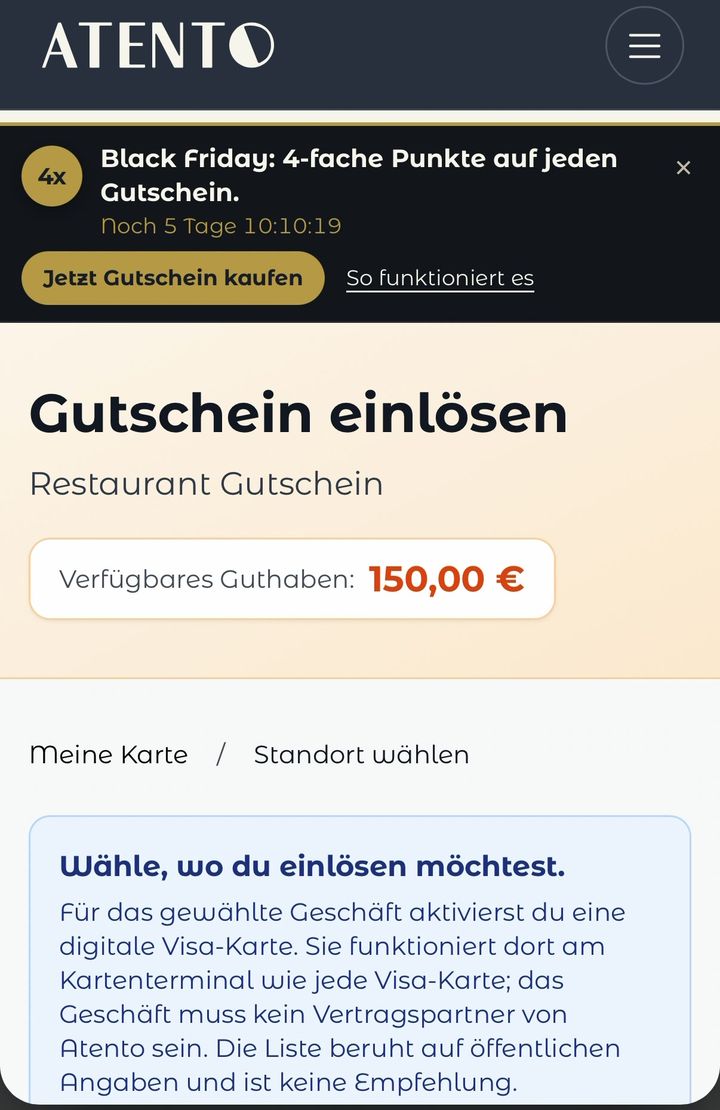 ATENTO
4x
Black Friday: 4-fache Punkte auf jeden
Gutschein.
Noch 5 Tage 10:10:19
×
Jetzt Gutschein kaufen
So funktioniert es
Gutschein einlösen
Restaurant Gutschein
Verfügbares Guthaben: 150,00 €
Meine Karte / Standort wählen
Wähle, wo du einlösen möchtest.
Für das gewählte Geschäft aktivierst du eine
digitale Visa-Karte. Sie funktioniert dort am
Kartenterminal wie jede Visa-Karte; das
Geschäft muss kein Vertragspartner von
Atento sein. Die Liste beruht auf öffentlichen
Angaben und ist keine Empfehlung.